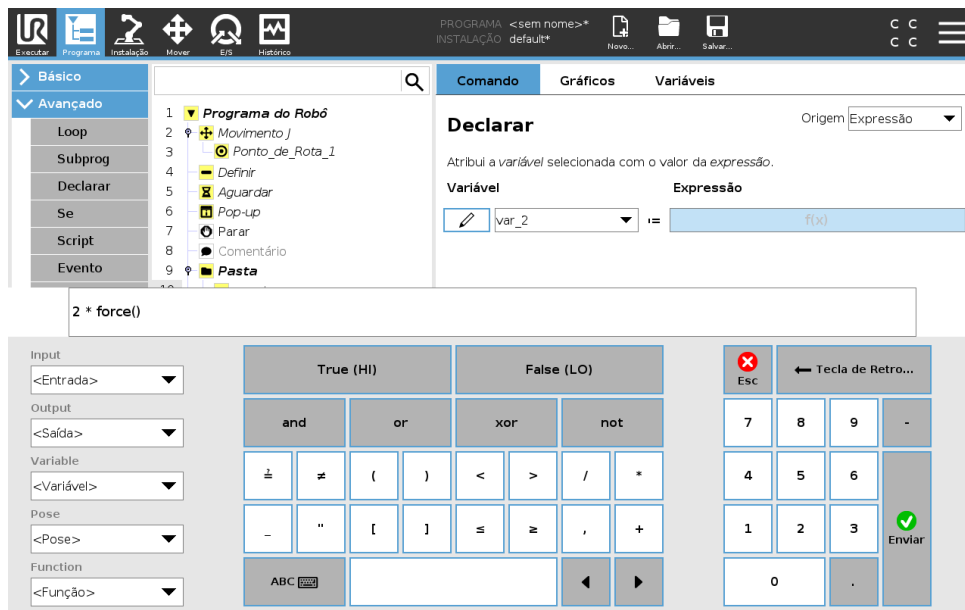 Executar Programa Instalação Mover E/S Histórico
PROGRAMA <sem nome>*
INSTALAÇÃO default*
Novo... Abrir... Salvar...
Básico
Avançado
Loop
Subprog
Declarar
Se
Script
Evento
1 Programa do Robô
2 Movimento J
3 Ponto_de_Rota_1
4 Definir
5 Aguardar
6 Pop-up
7 Parar
8 Comentário
9 Pasta
Comando Gráficos Variáveis
Declarar
Origem Expressão
Atribui a variável selecionada com o valor da expressão.
Variável Expressão
var_2 := f(x)
2 * force()
Input
<Entrada>
Output
<Saída>
Variable
<Variável>
Pose
<Pose>
Function
<Função>
True (HI) False (LO)
and or xor not
≟ ≠ ( ) < > / *
_ " [ ] ≤ ≥ , +
ABC
Esc Tecla de Retro...
7 8 9 -
4 5 6
1 2 3 Enviar
0 .